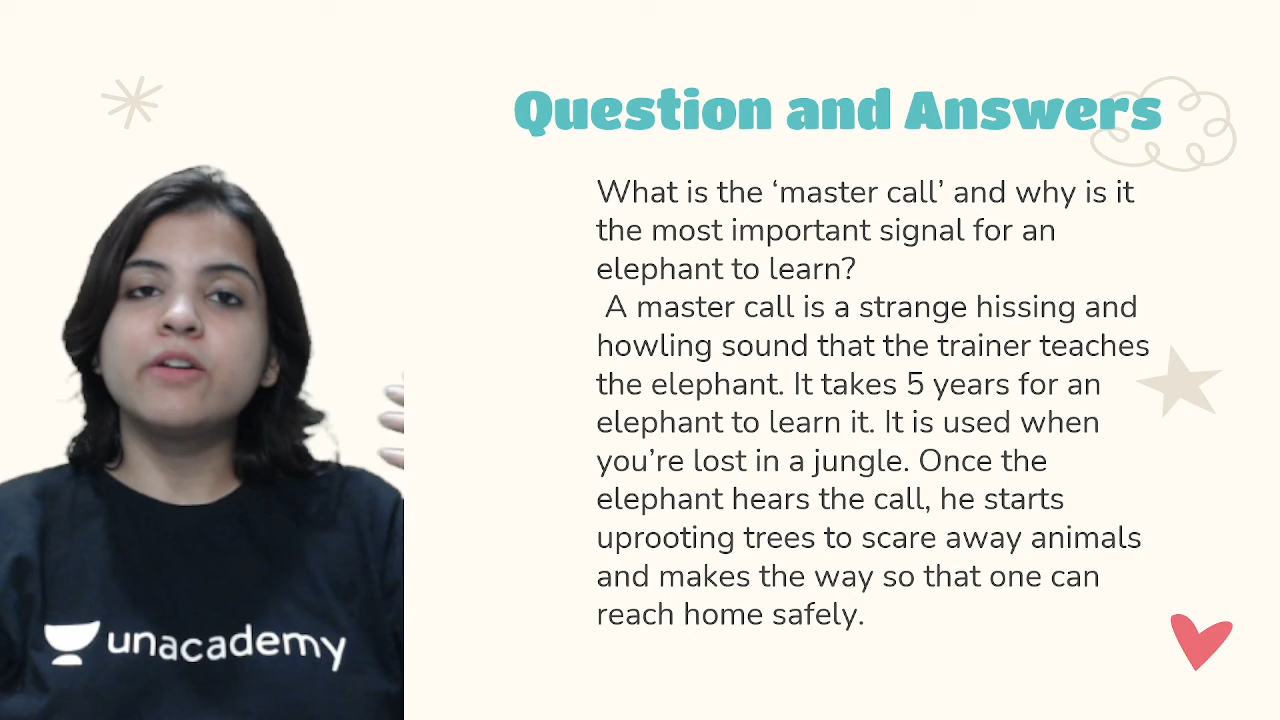 Question and Answers
What is the ‘master call’ and why is it
the most important signal for an
elephant to learn?
A master call is a strange hissing and
howling sound that the trainer teaches
the elephant. It takes 5 years for an
elephant to learn it. It is used when
you’re lost in a jungle. Once the
elephant hears the call, he starts
uprooting trees to scare away animals
and makes the way so that one can
reach home safely.
unacademy